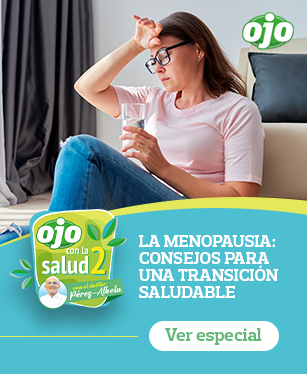 ojo
ojo
con la
salud 2
con el doctor
Pérez-Albela
LA MENOPAUSIA:
CONSEJOS PARA
UNA TRANSICIÓN
SALUDABLE
Ver especial